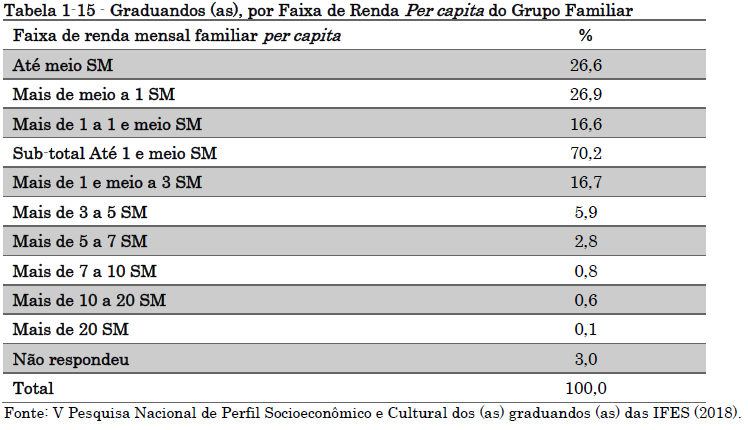 Tabela 1-15 - Graduandos (as), por Faixa de Renda Per capita do Grupo Familiar
Faixa de renda mensal familiar per capita %
Até meio SM 26,6
Mais de meio a 1 SM 26,9
Mais de 1 a 1 e meio SM 16,6
Sub-total Até 1 e meio SM 70,2
Mais de 1 e meio a 3 SM 16,7
Mais de 3 a 5 SM 5,9
Mais de 5 a 7 SM 2,8
Mais de 7 a 10 SM 0,8
Mais de 10 a 20 SM 0,6
Mais de 20 SM 0,1
Não respondeu 3,0
Total 100,0
Fonte: V Pesquisa Nacional de Perfil Socioeconômico e Cultural dos (as) graduandos (as) das IFES (2018).